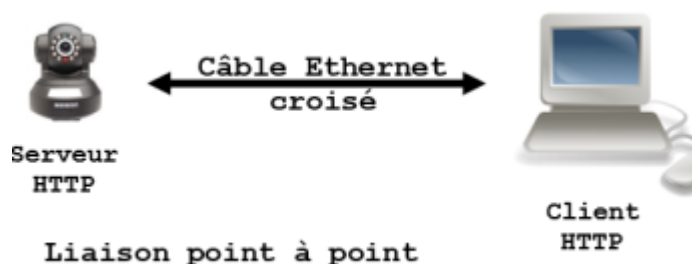 Câble Ethernet
croisé
Serveur
HTTP
Client
HTTP
Liaison point à point